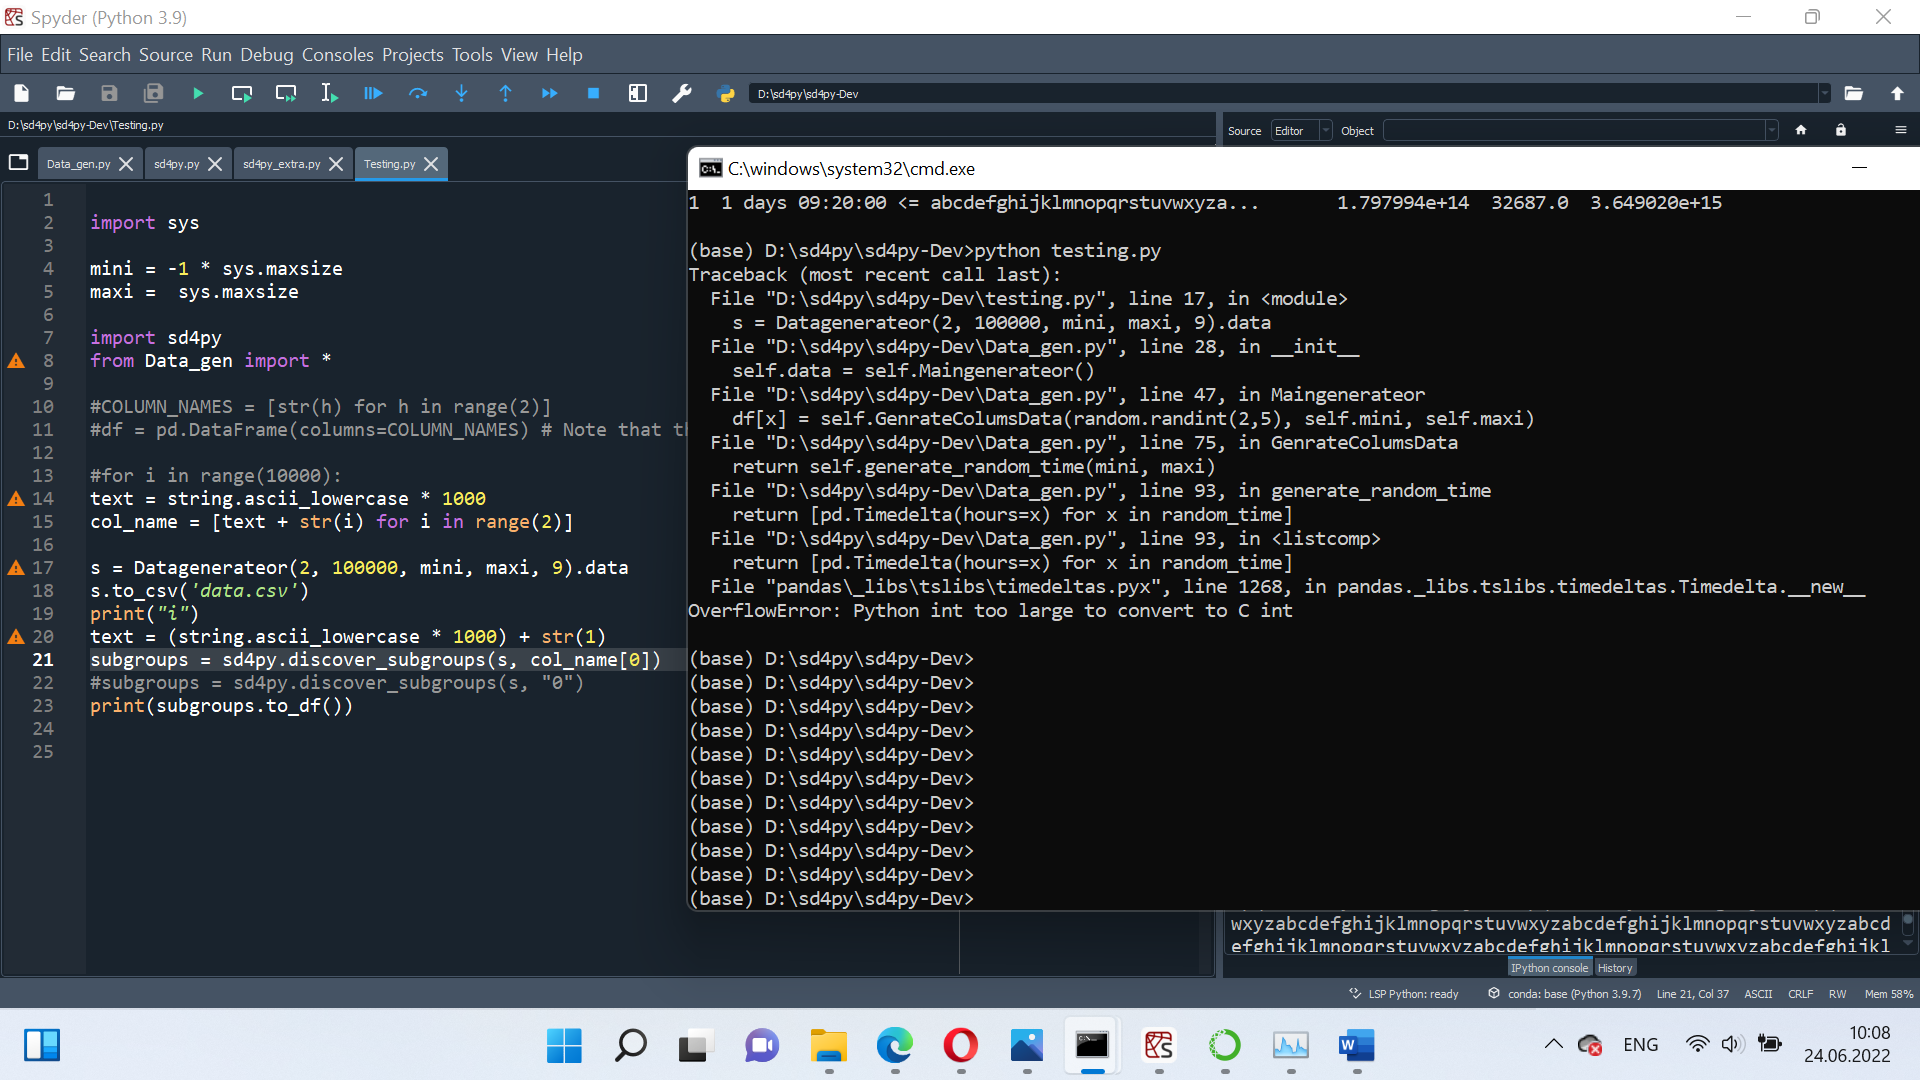 Spyder (Python 3.9)
File Edit Search Source Run Debug Consoles Projects Tools View Help
D:\sd4py\sd4py-Dev
D:\sd4py\sd4py-Dev\Testing.py
Source Editor Object
Data_gen.py sd4py.py sd4py_extra.py Testing.py
1
2 import sys
3
4 mini = -1 * sys.maxsize
5 maxi =  sys.maxsize
6
7 import sd4py
8 from Data_gen import *
9
10 #COLUMN_NAMES = [str(h) for h in range(2)]
11 #df = pd.DataFrame(columns=COLUMN_NAMES) # Note that th
12
13 #for i in range(10000):
14 text = string.ascii_lowercase * 1000
15 col_name = [text + str(i) for i in range(2)]
16
17 s = Datagenerateor(2, 100000, mini, maxi, 9).data
18 s.to_csv('data.csv')
19 print("i")
20 text = (string.ascii_lowercase * 1000) + str(1)
21 subgroups = sd4py.discover_subgroups(s, col_name[0])
22 #subgroups = sd4py.discover_subgroups(s, "0")
23 print(subgroups.to_df())
24
25
C:\windows\system32\cmd.exe
1  1 days 09:20:00 <= abcdefghijklmnopqrstuvwxyza...       1.797994e+14  32687.0  3.649020e+15
(base) D:\sd4py\sd4py-Dev>python testing.py
Traceback (most recent call last):
  File "D:\sd4py\sd4py-Dev\testing.py", line 17, in <module>
    s = Datagenerateor(2, 100000, mini, maxi, 9).data
  File "D:\sd4py\sd4py-Dev\Data_gen.py", line 28, in __init__
    self.data = self.Maingenerateor()
  File "D:\sd4py\sd4py-Dev\Data_gen.py", line 47, in Maingenerateor
    df[x] = self.GenrateColumsData(random.randint(2,5), self.mini, self.maxi)
  File "D:\sd4py\sd4py-Dev\Data_gen.py", line 75, in GenrateColumsData
    return self.generate_random_time(mini, maxi)
  File "D:\sd4py\sd4py-Dev\Data_gen.py", line 93, in generate_random_time
    return [pd.Timedelta(hours=x) for x in random_time]
  File "D:\sd4py\sd4py-Dev\Data_gen.py", line 93, in <listcomp>
    return [pd.Timedelta(hours=x) for x in random_time]
  File "pandas\_libs\tslibs\timedeltas.pyx", line 1268, in pandas._libs.tslibs.timedeltas.Timedelta.__new__
OverflowError: Python int too large to convert to C int
(base) D:\sd4py\sd4py-Dev>
(base) D:\sd4py\sd4py-Dev>
(base) D:\sd4py\sd4py-Dev>
(base) D:\sd4py\sd4py-Dev>
(base) D:\sd4py\sd4py-Dev>
(base) D:\sd4py\sd4py-Dev>
(base) D:\sd4py\sd4py-Dev>
(base) D:\sd4py\sd4py-Dev>
(base) D:\sd4py\sd4py-Dev>
(base) D:\sd4py\sd4py-Dev>
(base) D:\sd4py\sd4py-Dev>
wxyzabcdefghijklmnopqrstuvwxyzabcdefghijklmnopqrstuvwxyzabcd
efghijklmnopqrstuvwxyzabcdefghijklmnopqrstuvwxyzabcdefghijkl
IPython console History
LSP Python: ready conda: base (Python 3.9.7) Line 21, Col 37 ASCII CRLF RW Mem 58%
ENG
10:08
24.06.2022